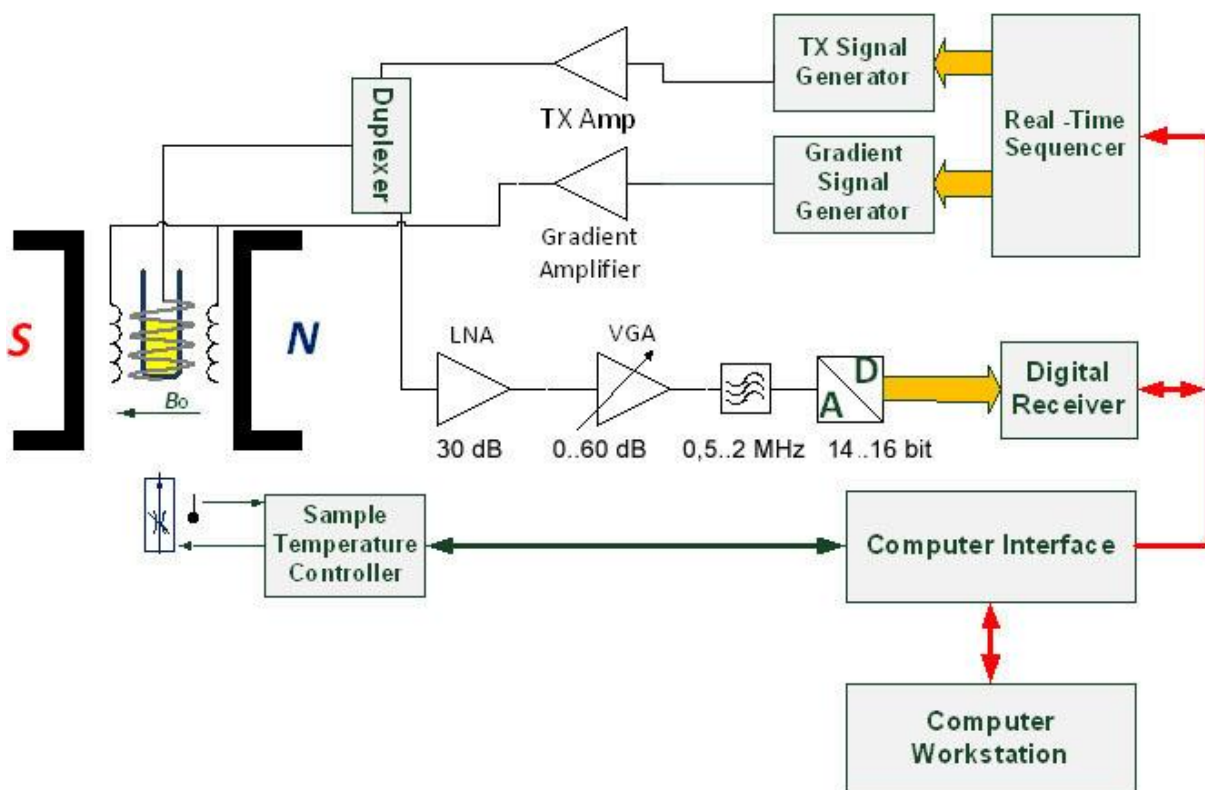 TX Signal
Generator
Real -Time
Sequencer
Duplexer
TX Amp
Gradient
Signal
Generator
Gradient
Amplifier
S
N
B₀
LNA
VGA
A
D
Digital
Receiver
30 dB
0..60 dB
0,5..2 MHz
14..16 bit
Sample
Temperature
Controller
Computer Interface
Computer
Workstation